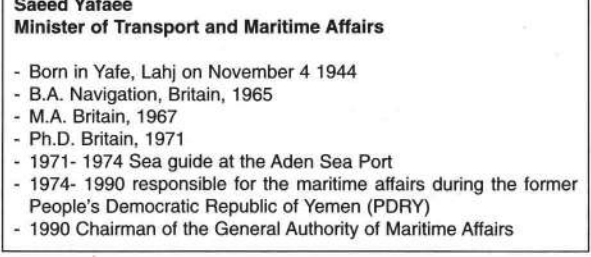 Saeed Yafaee
Minister of Transport and Maritime Affairs
- Born in Yafe, Lahj on November 4 1944
- B.A. Navigation, Britain, 1965
- M.A. Britain, 1967
- Ph.D. Britain, 1971
- 1971- 1974 Sea guide at the Aden Sea Port
- 1974- 1990 responsible for the maritime affairs during the former
People's Democratic Republic of Yemen (PDRY)
- 1990 Chairman of the General Authority of Maritime Affairs